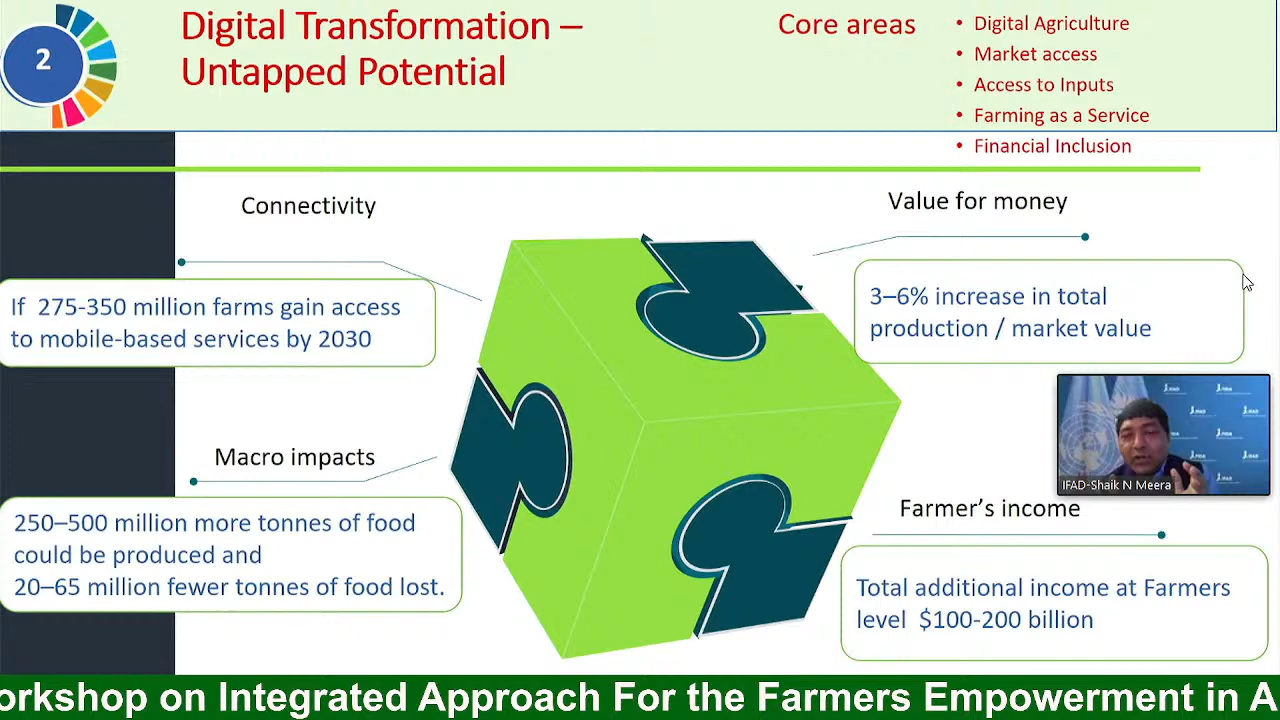 2
Digital Transformation –
Untapped Potential
Core areas
• Digital Agriculture
• Market access
• Access to Inputs
• Farming as a Service
• Financial Inclusion
Connectivity
If 275-350 million farms gain access
to mobile-based services by 2030
Value for money
3–6% increase in total
production / market value
Macro impacts
250–500 million more tonnes of food
could be produced and
20–65 million fewer tonnes of food lost.
IFAD-Shaik N Meera
Farmer’s income
Total additional income at Farmers
level $100-200 billion
orkshop on Integrated Approach For the Farmers Empowerment in A